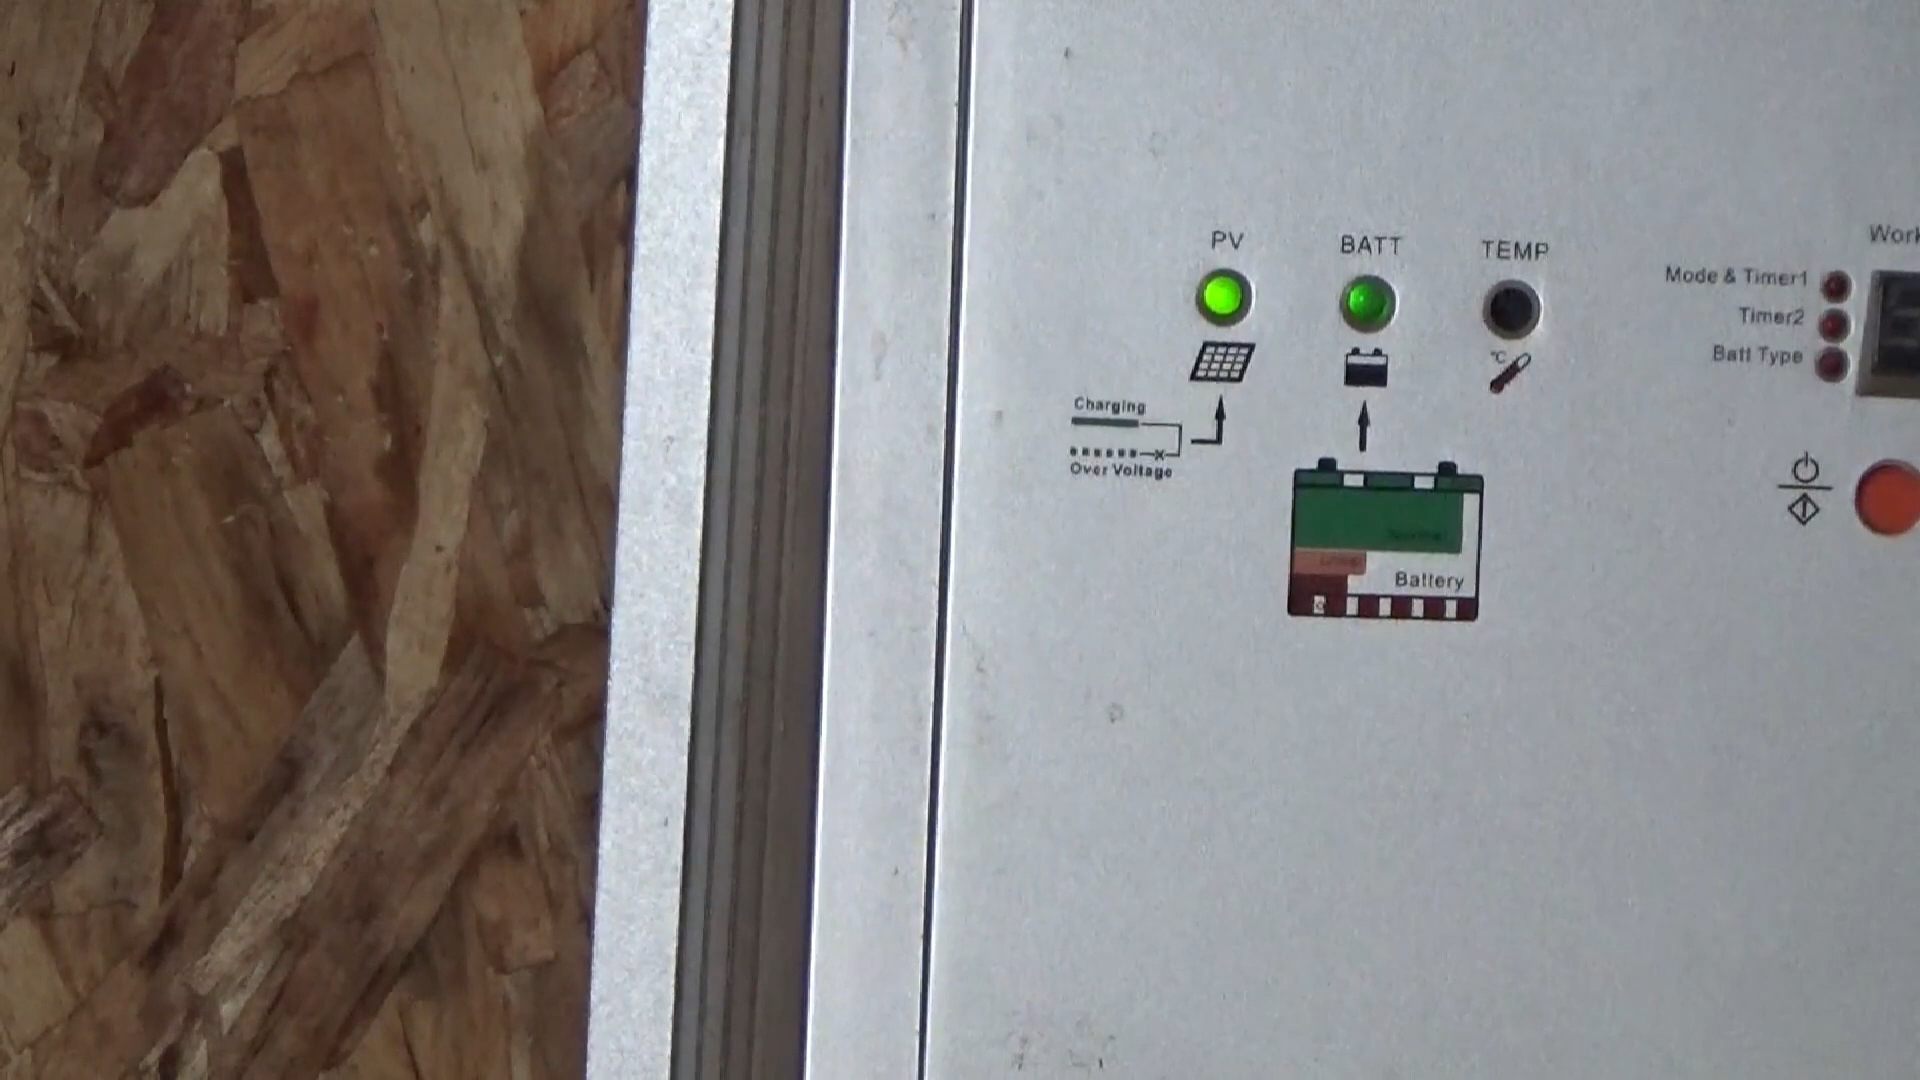 PV
BATT
TEMP
Work
Mode & Timer1
Timer2
Batt Type
°C
Charging
Over Voltage
Battery